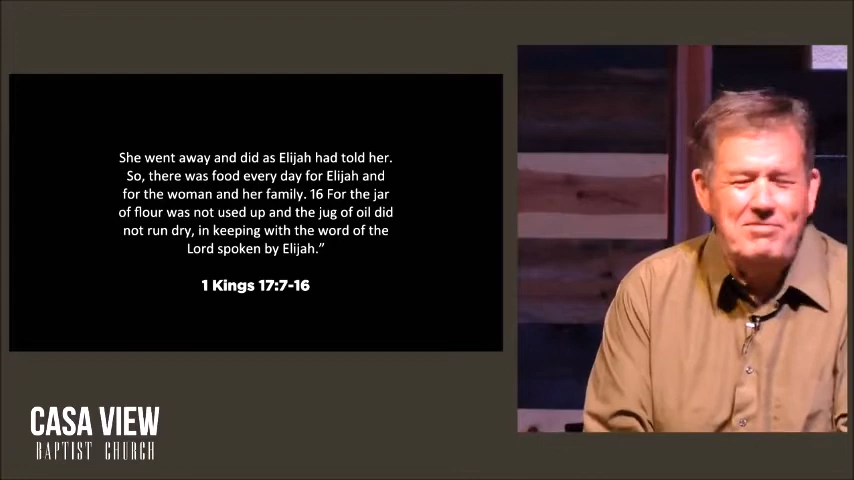 She went away and did as Elijah had told her.
So, there was food every day for Elijah and
for the woman and her family. 16 For the jar
of flour was not used up and the jug of oil did
not run dry, in keeping with the word of the
Lord spoken by Elijah.”
1 Kings 17:7-16
CASA VIEW
BAPTIST CHURCH